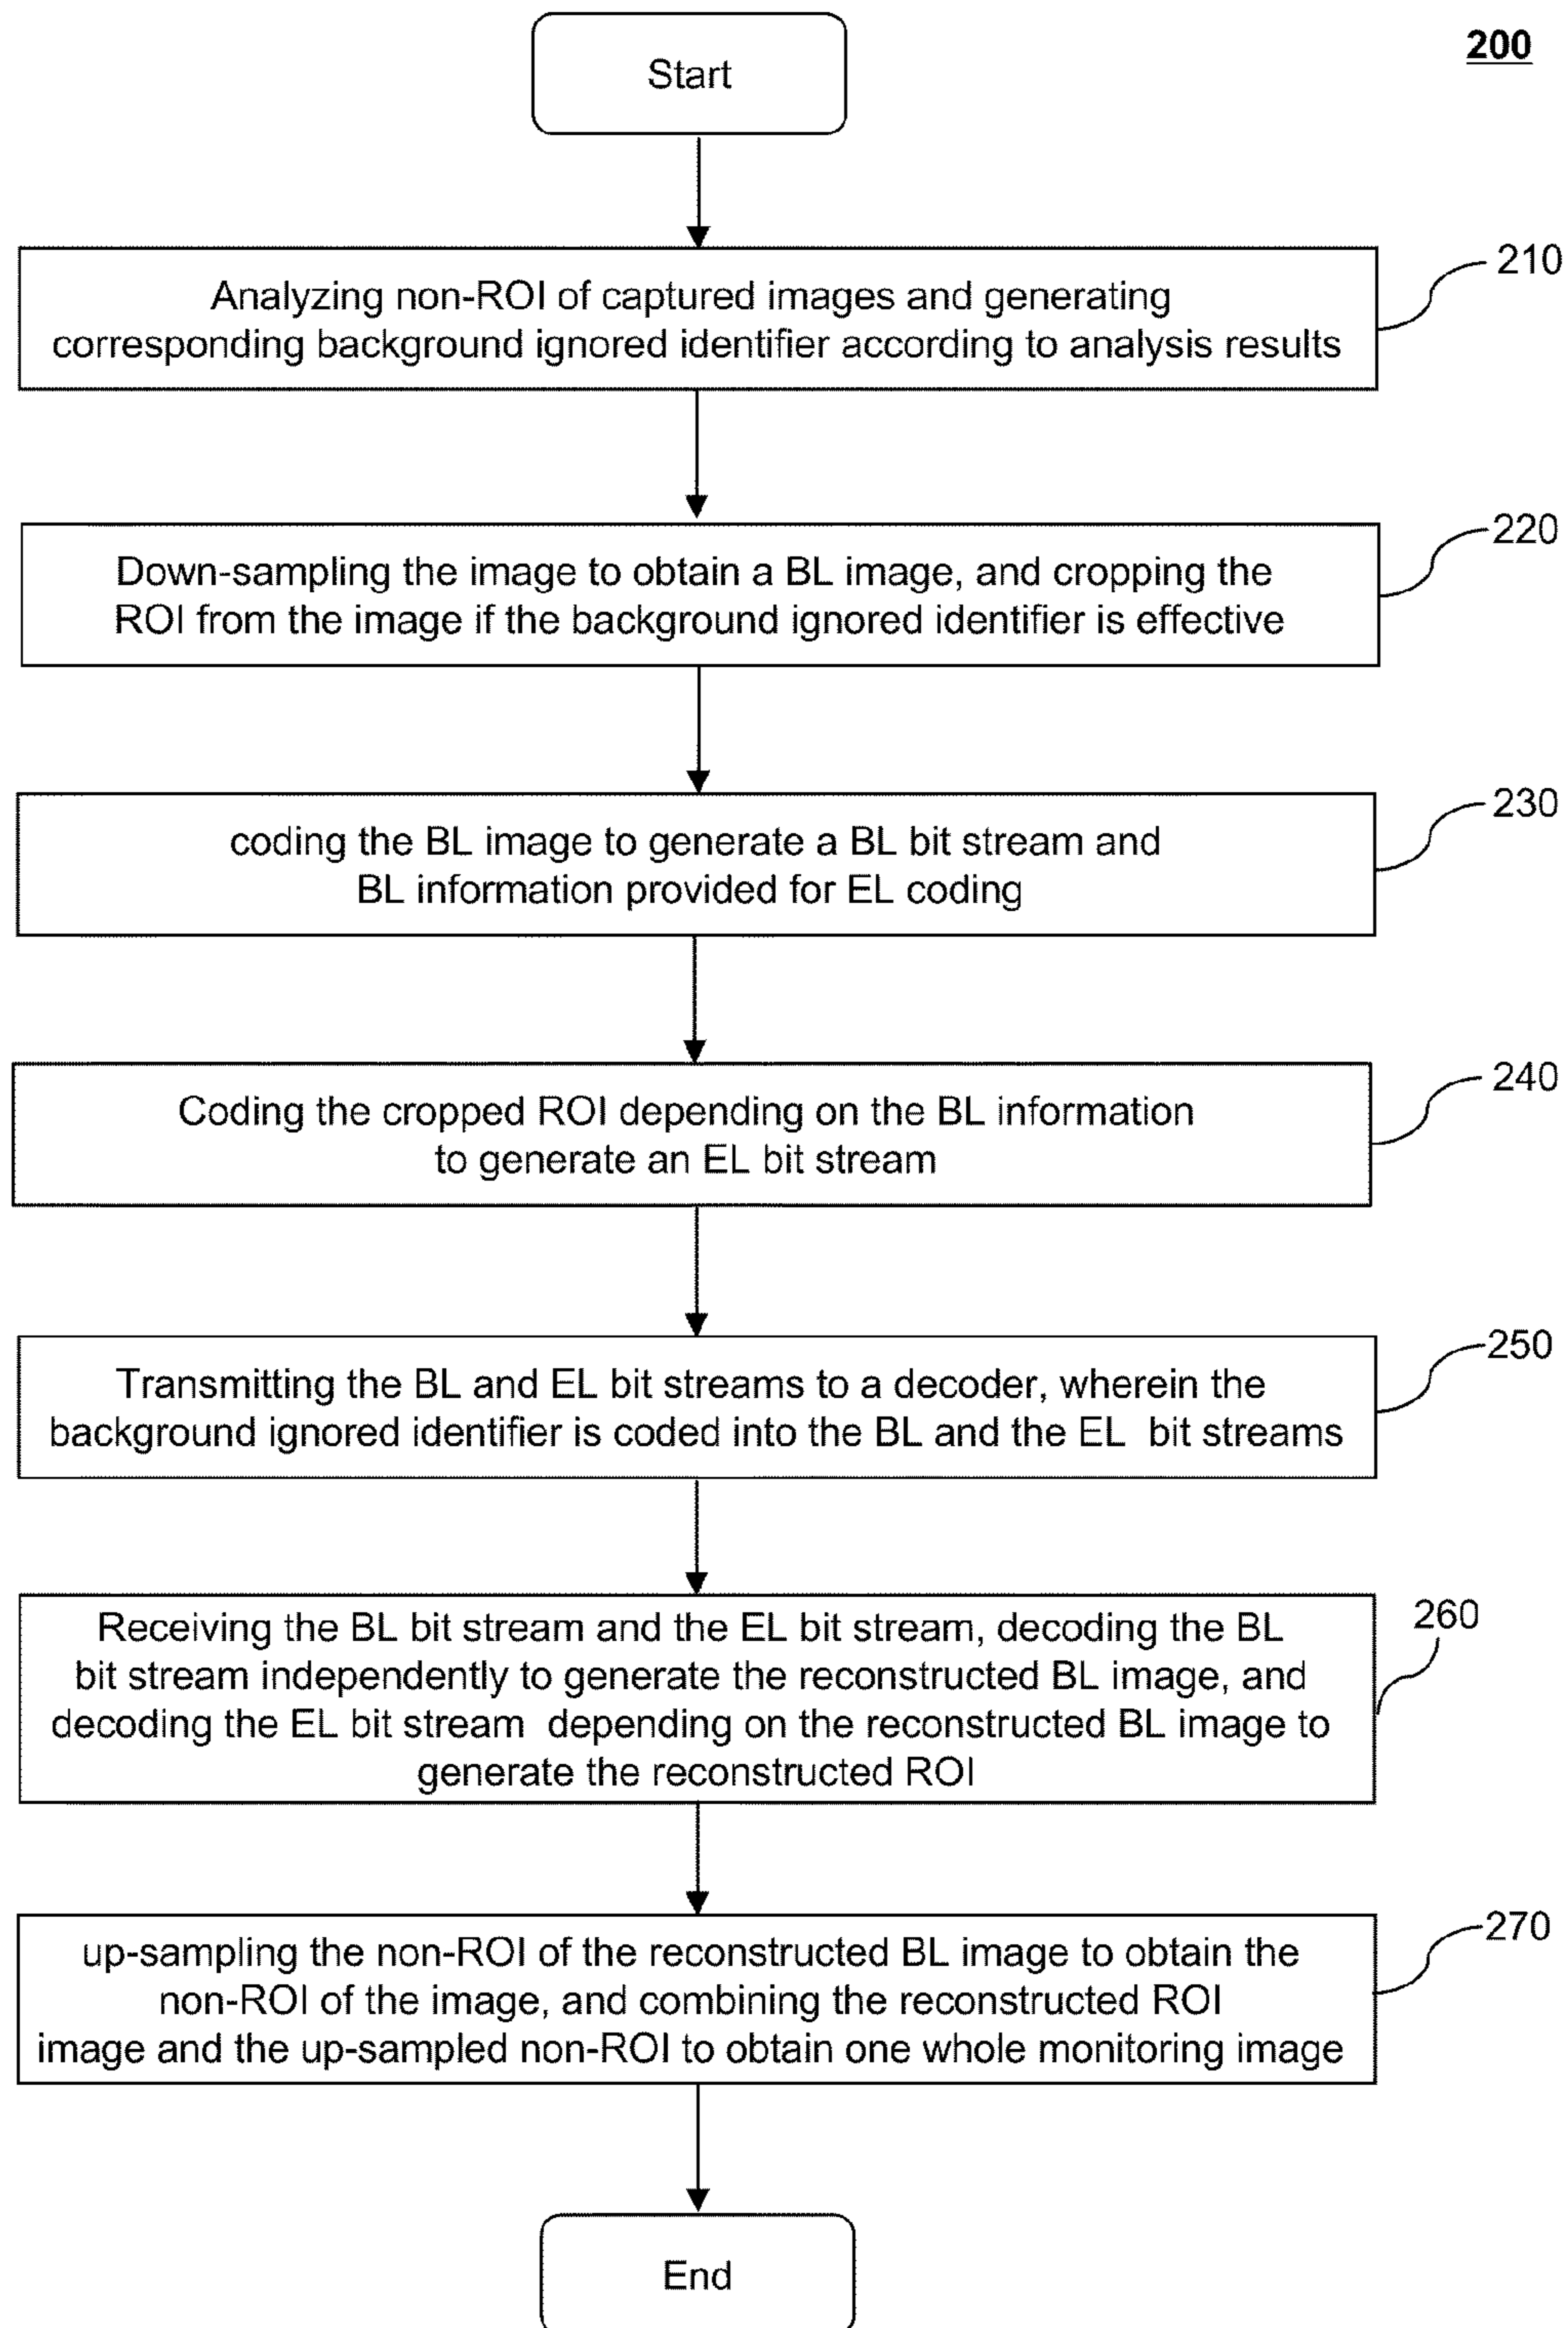 200
Start
210
Analyzing non-ROI of captured images and generating
corresponding background ignored identifier according to analysis results
220
Down-sampling the image to obtain a BL image, and cropping the
ROI from the image if the background ignored identifier is effective
230
coding the BL image to generate a BL bit stream and
BL information provided for EL coding
240
Coding the cropped ROI depending on the BL information
to generate an EL bit stream
250
Transmitting the BL and EL bit streams to a decoder, wherein the
background ignored identifier is coded into the BL and the EL bit streams
260
Receiving the BL bit stream and the EL bit stream, decoding the BL
bit stream independently to generate the reconstructed BL image, and
decoding the EL bit stream depending on the reconstructed BL image to
generate the reconstructed ROI
270
up-sampling the non-ROI of the reconstructed BL image to obtain the
non-ROI of the image, and combining the reconstructed ROI
image and the up-sampled non-ROI to obtain one whole monitoring image
End